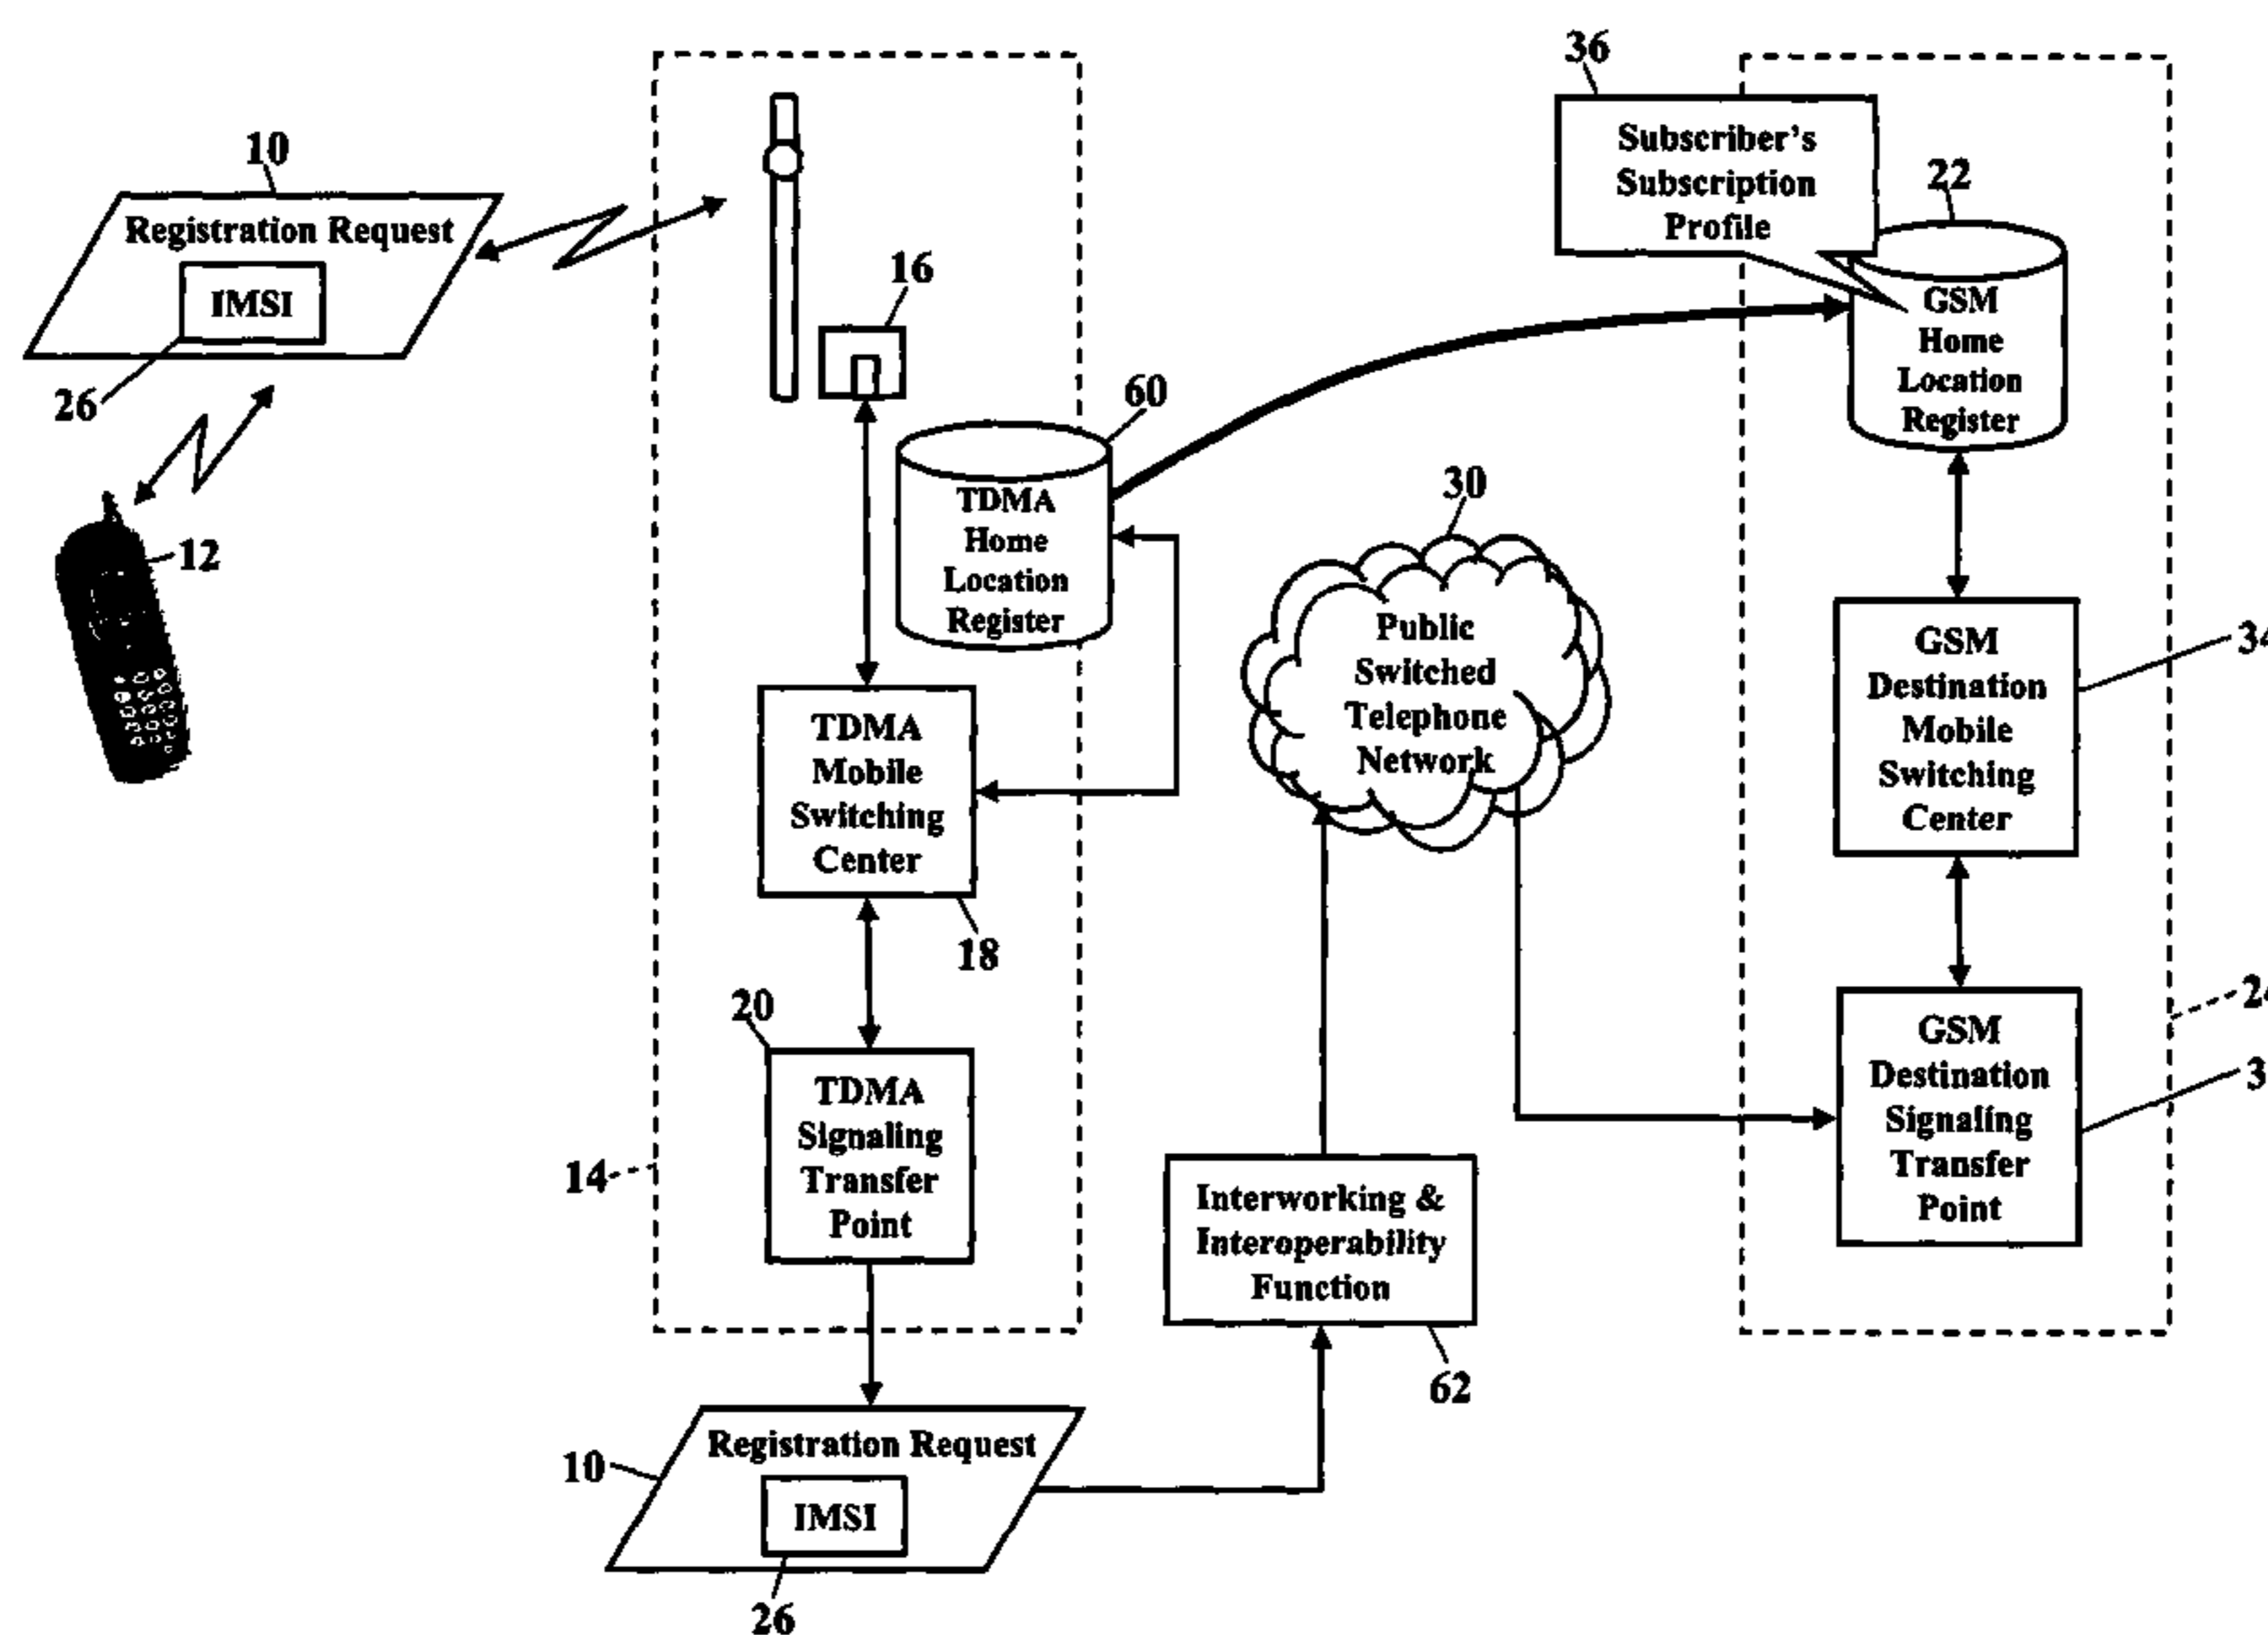 10
Registration Request
IMSI
26
12
16
60
TDMA
Home
Location
Register
TDMA
Mobile
Switching
Center
18
20
TDMA
Signaling
Transfer
Point
14
10
Registration Request
IMSI
26
30
Public
Switched
Telephone
Network
Interworking &
Interoperability
Function
62
36
Subscriber's
Subscription
Profile
22
GSM
Home
Location
Register
GSM
Destination
Mobile
Switching
Center
GSM
Destination
Signaling
Transfer
Point